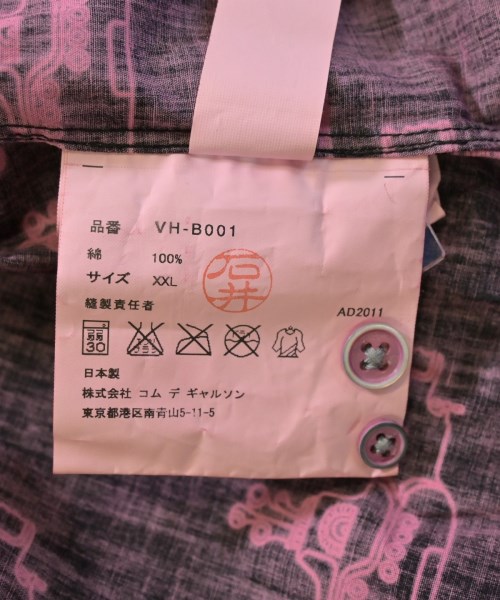 品番 VH-B001
綿 100%
サイズ XXL
石井
縫製責任者
AD2011
30
日本製
株式会社 コム デ ギャルソン
東京都港区南青山5-11-5